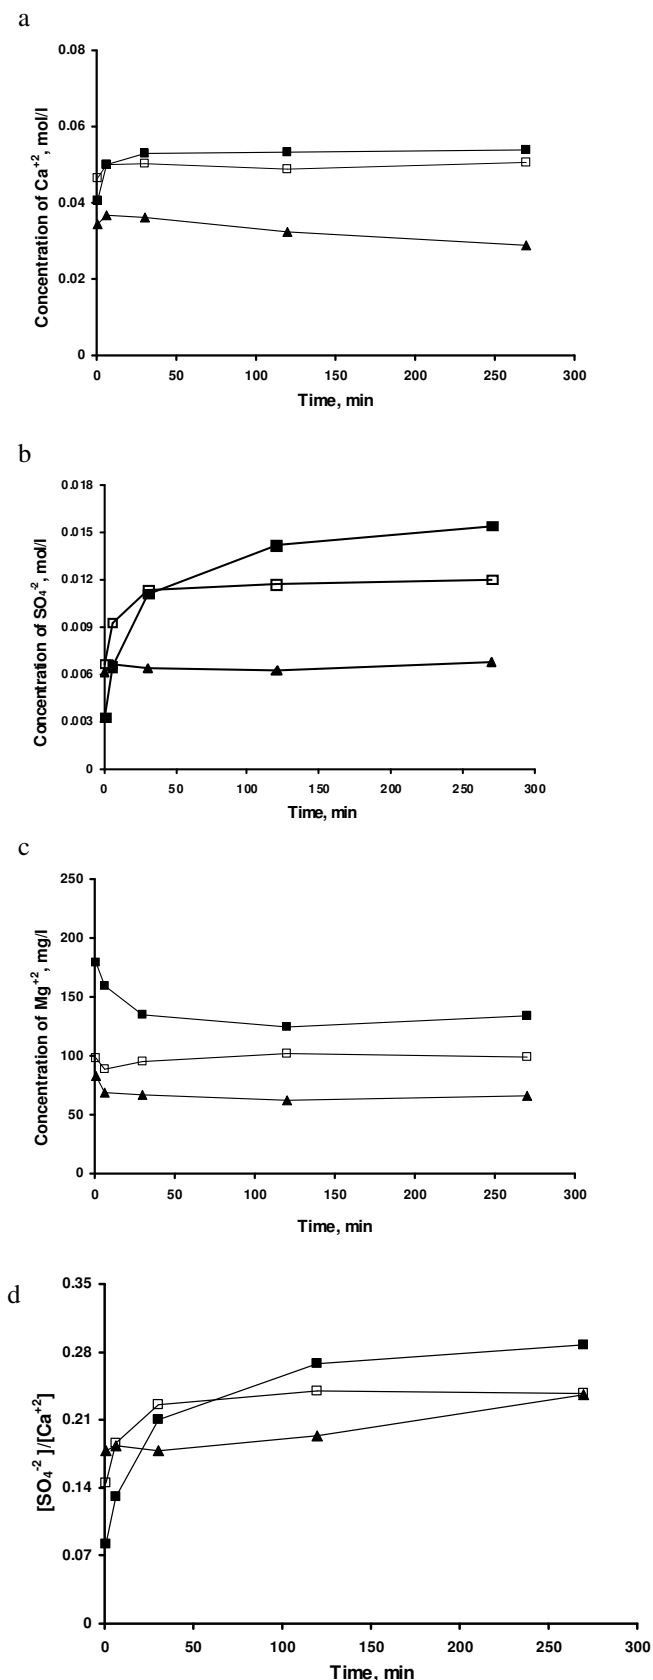 a
Concentration of Ca+2, mol/l
0.08
0.06
0.04
0.02
0
0 50 100 150 200 250 300
Time, min
b
Concentration of SO4-2, mol/l
0.018
0.015
0.012
0.009
0.006
0.003
0
0 50 100 150 200 250 300
Time, min
c
Concentration of Mg+2, mg/l
250
200
150
100
50
0
0 50 100 150 200 250 300
Time, min
d
[SO4-2]/[Ca+2]
0.35
0.28
0.21
0.14
0.07
0
0 50 100 150 200 250 300
Time, min